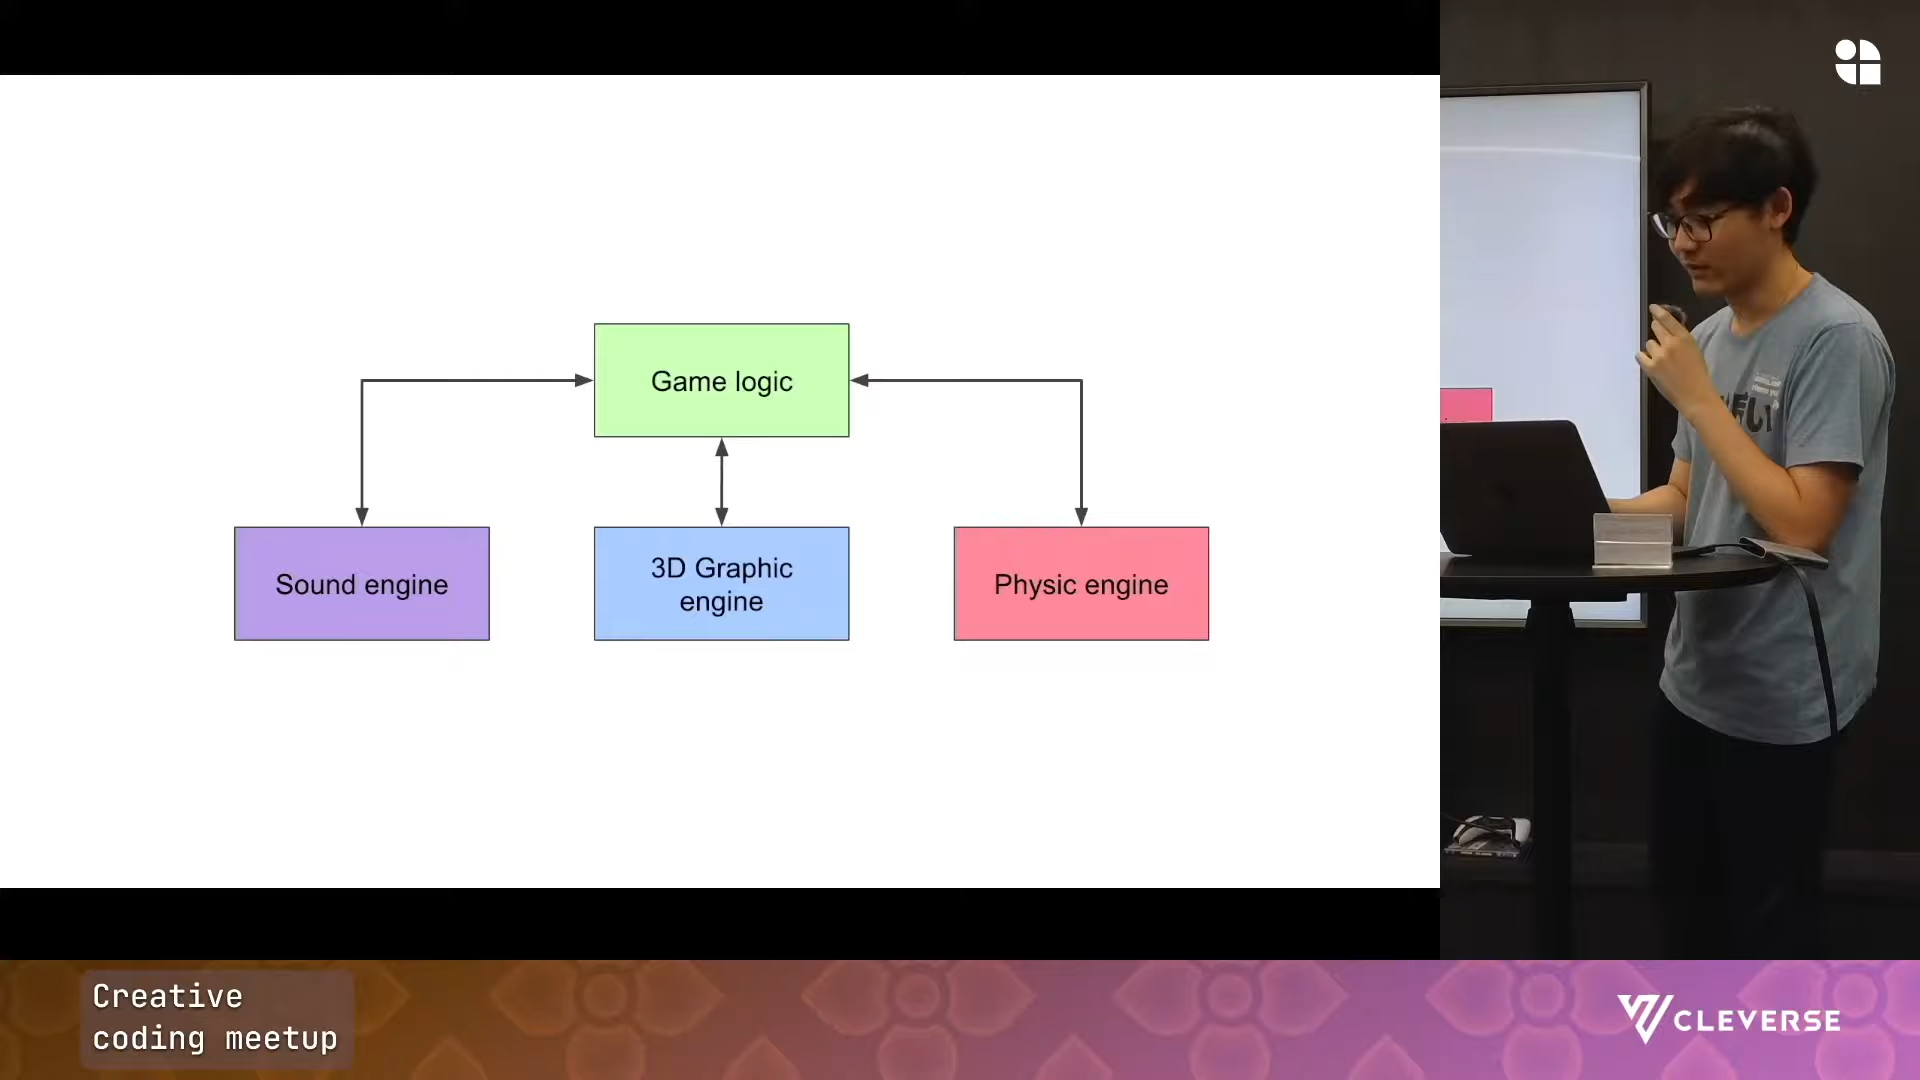 Game logic
Sound engine
3D Graphic
engine
Physic engine
Creative
coding meetup
CLEVERSE